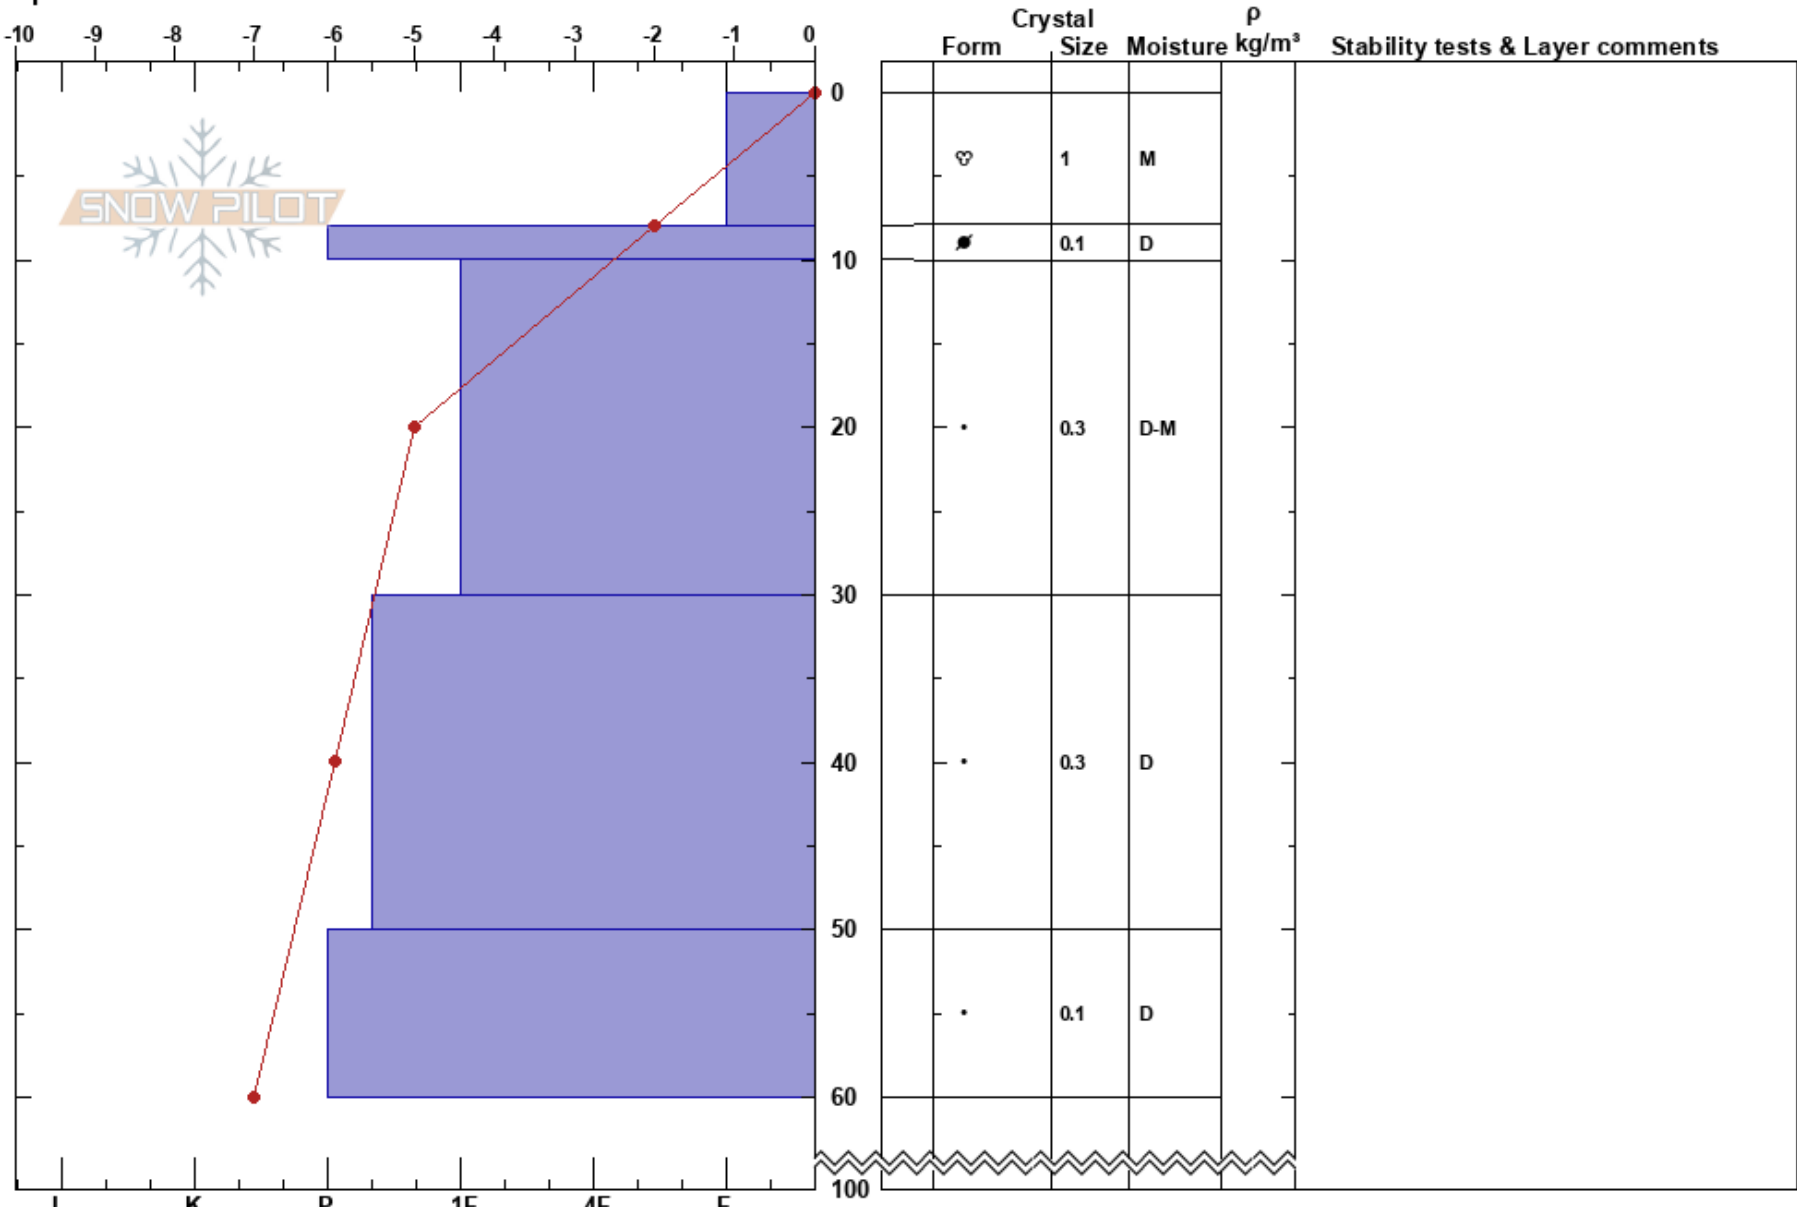 Crystal ρ
-10 -9 -8 -7 -6 -5 -4 -3 -2 -1 0 Form Size Moisture kg/m³ Stability tests & Layer comments
0
SNOW PILOT
1 M
0.1 D
10
20 0.3 D-M
30
40 0.3 D
50
0.1 D
60
100